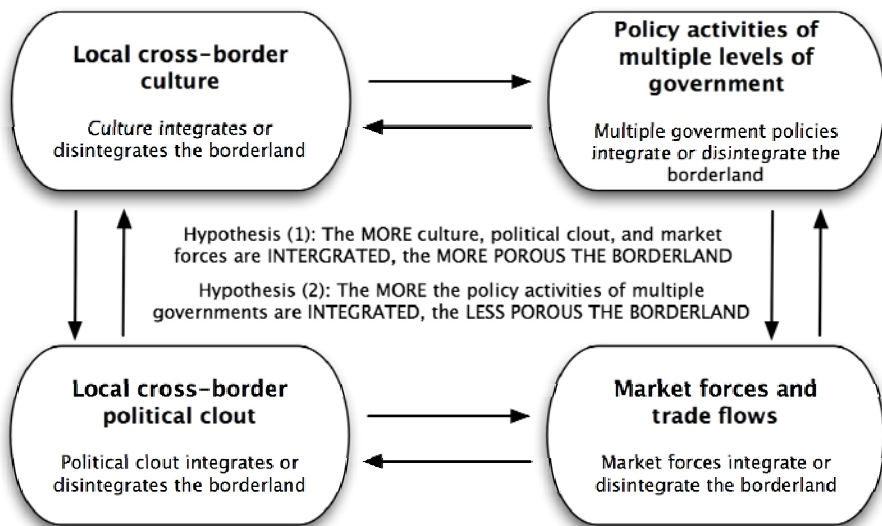 Local cross-border
culture
Culture integrates or
disintegrates the borderland
Policy activities of
multiple levels of
government
Multiple goverment policies
integrate or disintegrate the
borderland
Hypothesis (1): The MORE culture, political clout, and market
forces are INTERGRATED, the MORE POROUS THE BORDERLAND
Hypothesis (2): The MORE the policy activities of multiple
governments are INTEGRATED, the LESS POROUS THE BORDERLAND
Local cross-border
political clout
Political clout integrates or
disintegrates the borderland
Market forces and
trade flows
Market forces integrate or
disintegrate the borderland